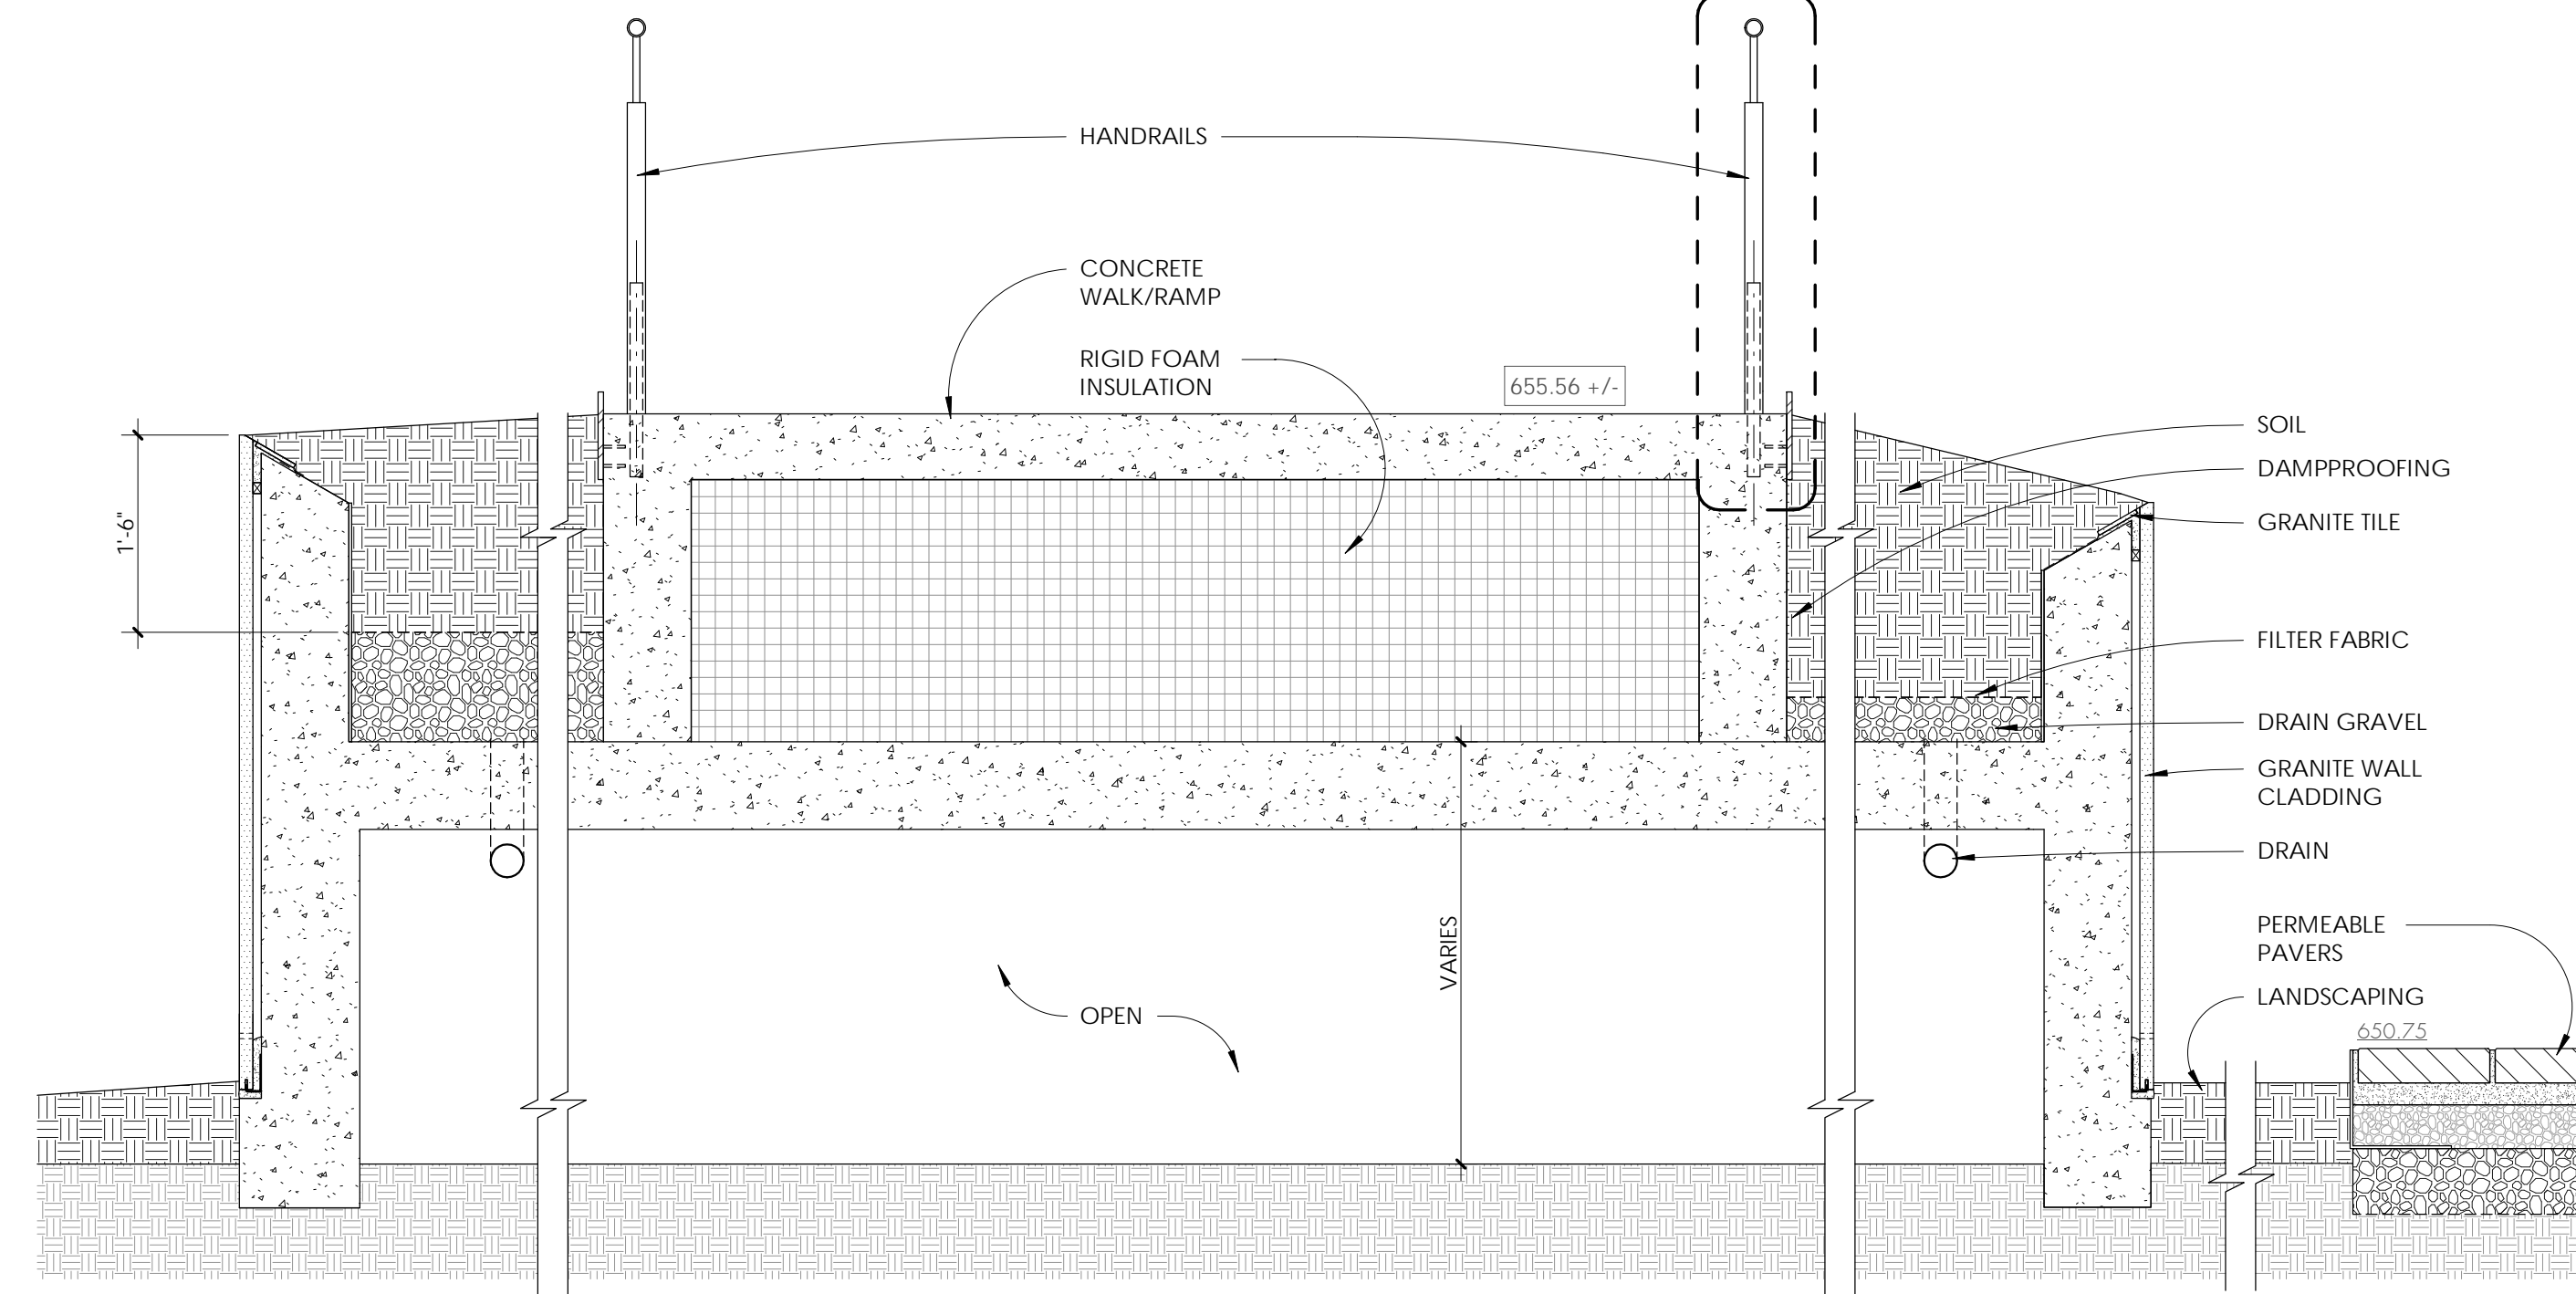 HANDRAILS
CONCRETE
WALK/RAMP
RIGID FOAM
INSULATION
655.56 +/-
1'-6"
SOIL
DAMPPROOFING
GRANITE TILE
FILTER FABRIC
DRAIN GRAVEL
GRANITE WALL
CLADDING
DRAIN
VARIES
OPEN
PERMEABLE
PAVERS
LANDSCAPING
650.75